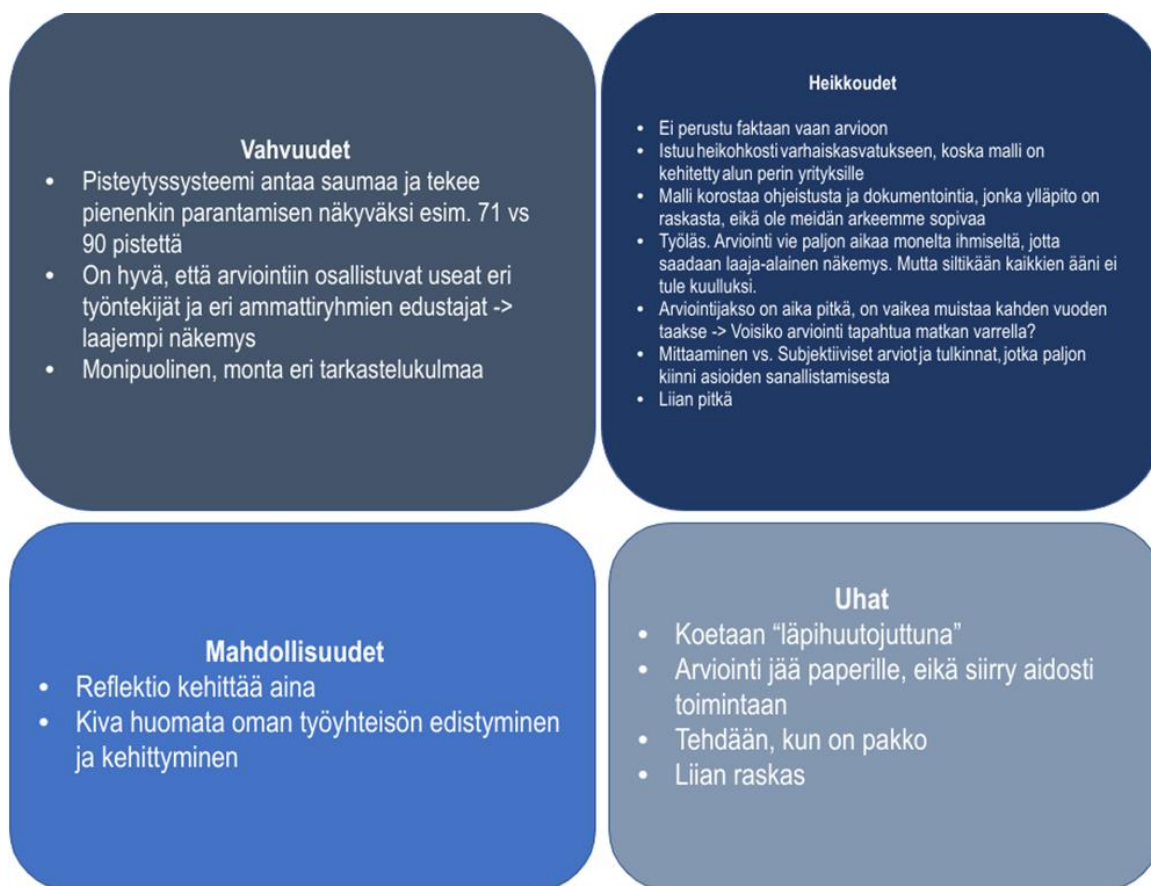 Vahvuudet
• Pisteytyssysteemi antaa saumaa ja tekee
pienenkin parantamisen näkyväksi esim. 71 vs
90 pistettä
• On hyvä, että arviointiin osallistuvat useat eri
työntekijät ja eri ammattiryhmien edustajat ->
laajempi näkemys
• Monipuolinen, monta eri tarkastelukulmaa
Heikkoudet
• Ei perustu faktaan vaan arvioon
• Istuu heikohkosti varhaiskasvatukseen, koska malli on
kehitetty alun perin yrityksille
• Malli korostaa ohjeistusta ja dokumentointia, jonka ylläpito on
raskasta, eikä ole meidän arkeemme sopivaa
• Työläs. Arviointi vie paljon aikaa monelta ihmiseltä, jotta
saadaan laaja-alainen näkemys. Mutta siltikään kaikkien ääni ei
tule kuulluksi.
• Arviointijakso on aika pitkä, on vaikea muistaa kahden vuoden
taakse -> Voisiko arviointi tapahtua matkan varrella?
• Mittaaminen vs. Subjektiiviset arviot ja tulkinnat, jotka paljon
kiinni asioiden sanallistamisesta
• Liian pitkä
Mahdollisuudet
• Reflektio kehittää aina
• Kiva huomata oman työyhteisön edistyminen
ja kehittyminen
Uhat
• Koetaan “läpihuutojuttuna”
• Arviointi jää paperille, eikä siirry aidosti
toimintaan
• Tehdään, kun on pakko
• Liian raskas